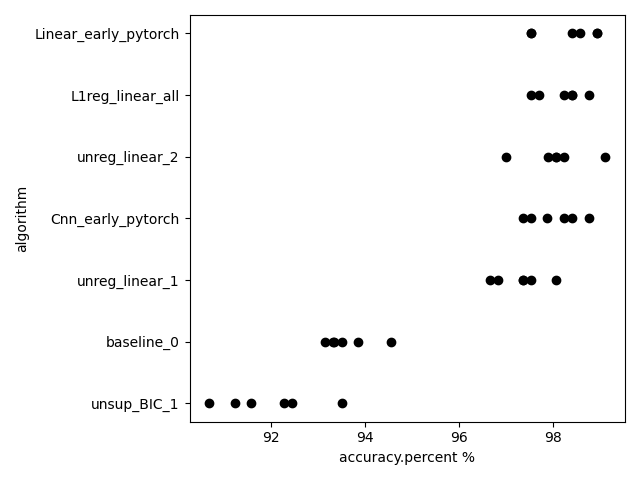 Linear_early_pytorch
L1reg_linear_all
unreg_linear_2
Cnn_early_pytorch
unreg_linear_1
baseline_0
unsup_BIC_1
algorithm
92 94 96 98
accuracy.percent %